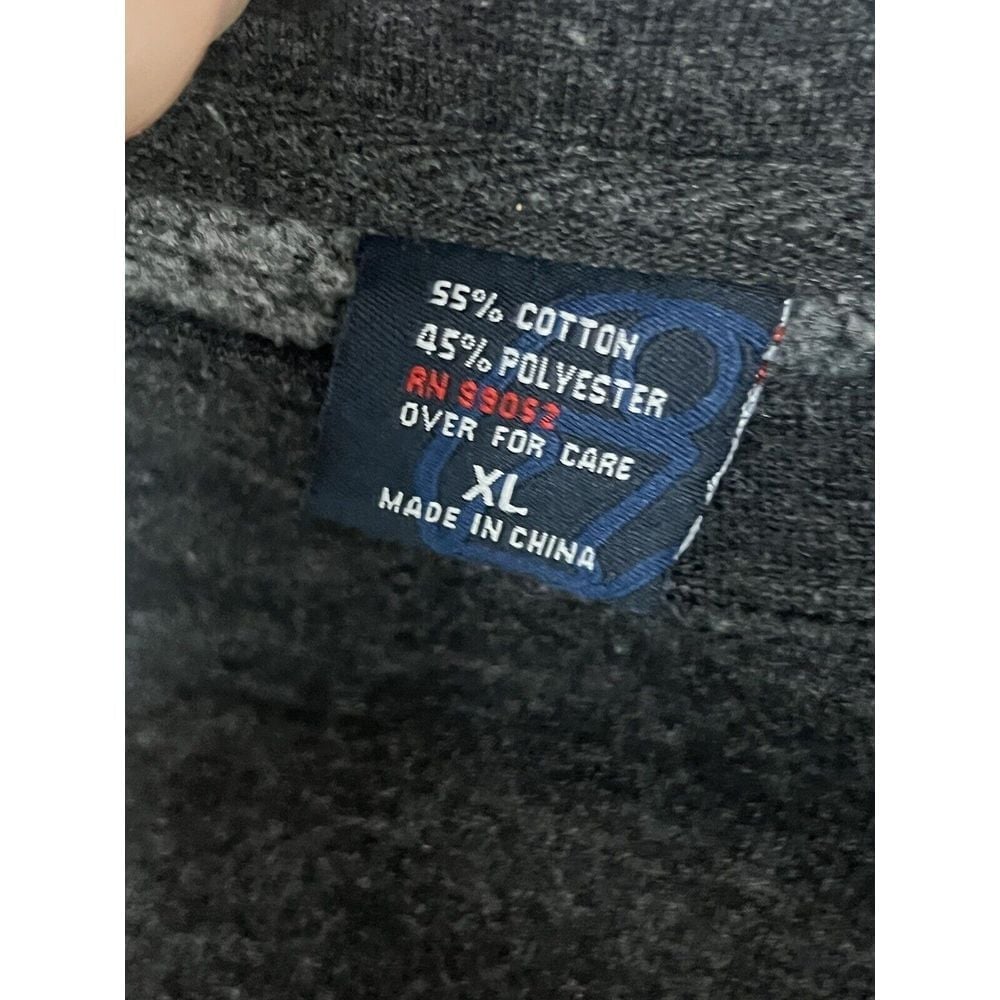 55% COTTON
45% POLYESTER
RN 99052
OVER FOR CARE
XL
MADE IN CHINA